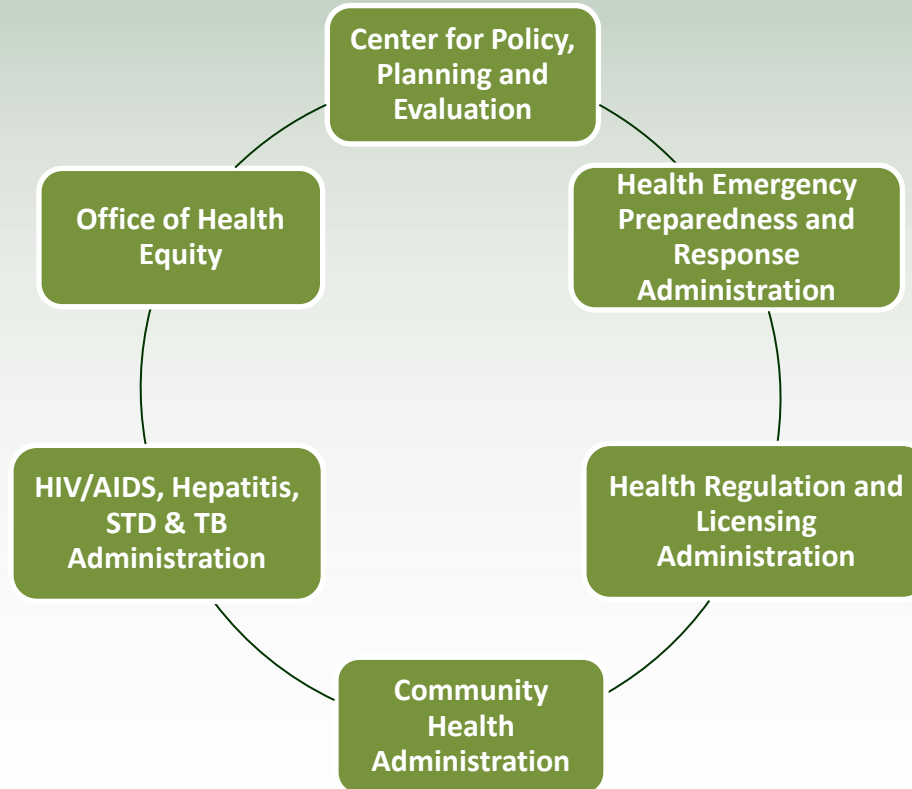 Center for Policy,
Planning and
Evaluation
Health Emergency
Preparedness and
Response
Administration
Health Regulation and
Licensing
Administration
Community
Health
Administration
HIV/AIDS, Hepatitis,
STD & TB
Administration
Office of Health
Equity